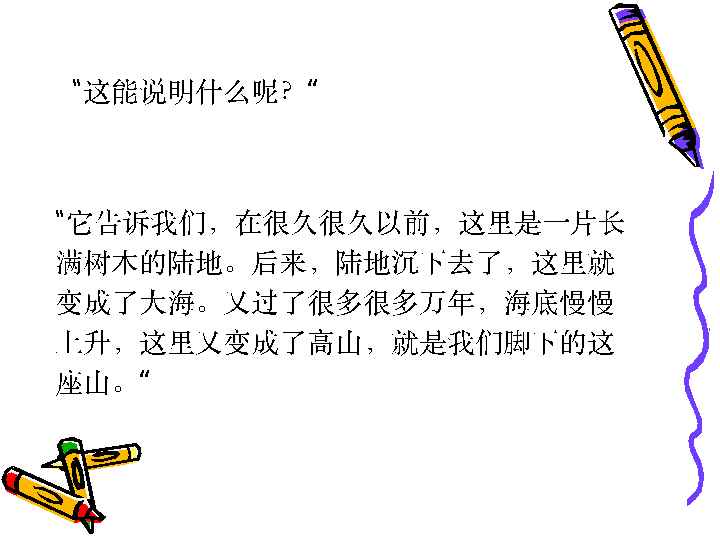 “这能说明什么呢？“
“它告诉我们，在很久很久以前，这里是一片长
满树木的陆地。后来，陆地沉下去了，这里就
变成了大海。又过了很多很多万年，海底慢慢
上升，这里又变成了高山，就是我们脚下的这
座山。“